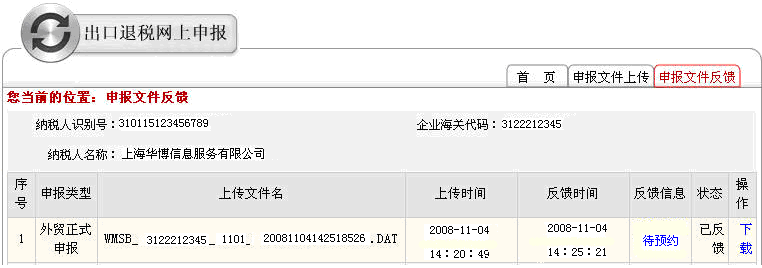 出口退税网上申报
首 页 申报文件上传 申报文件反馈
您当前的位置：申报文件反馈
纳税人识别号：310115123456789 企业海关代码：3122212345
纳税人名称：上海华博信息服务有限公司
序号 申报类型 上传文件名 上传时间 反馈时间 反馈信息 状态 操作
1 外贸正式申报 WMSB_ 3122212345_ 1101_ 20081104142518526.DAT 2008-11-04 14:20:49 2008-11-04 14:25:21 待预约 已反馈 下载